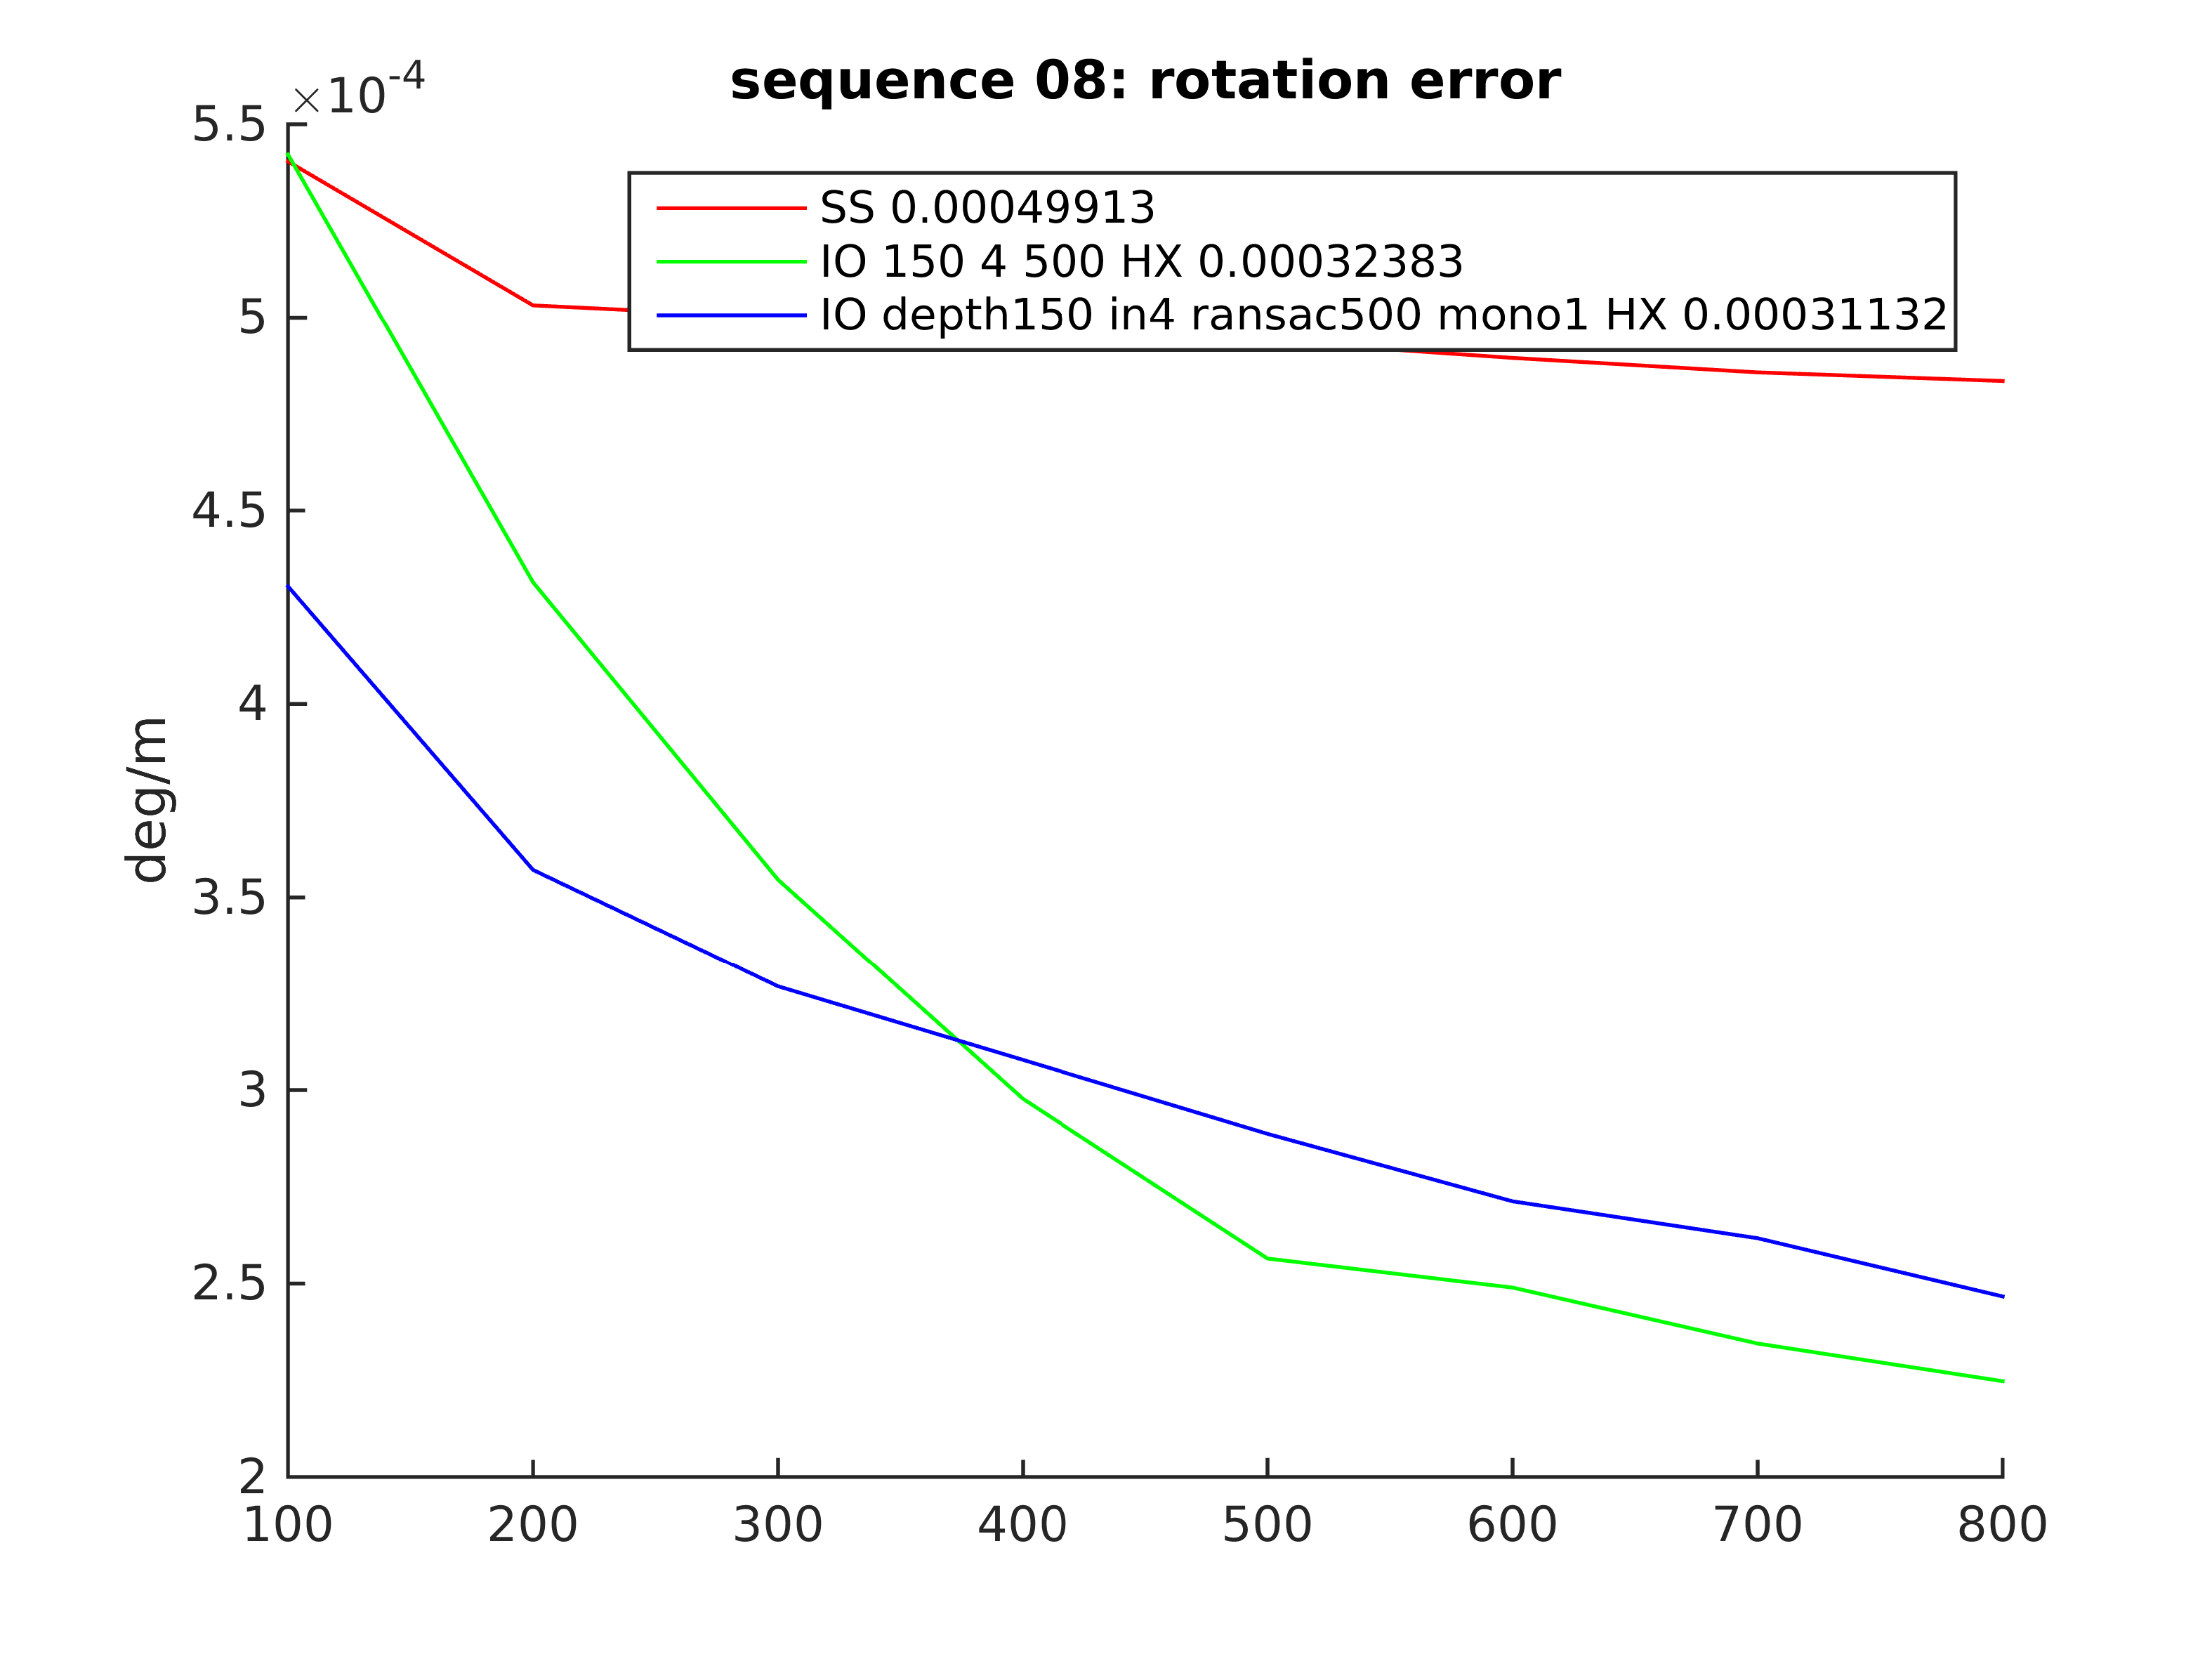 sequence 08: rotation error
×10-4
5.5
5
4.5
4
3.5
3
2.5
2
deg/m
SS 0.00049913
IO 150 4 500 HX 0.00032383
IO depth150 in4 ransac500 mono1 HX 0.00031132
100 200 300 400 500 600 700 800